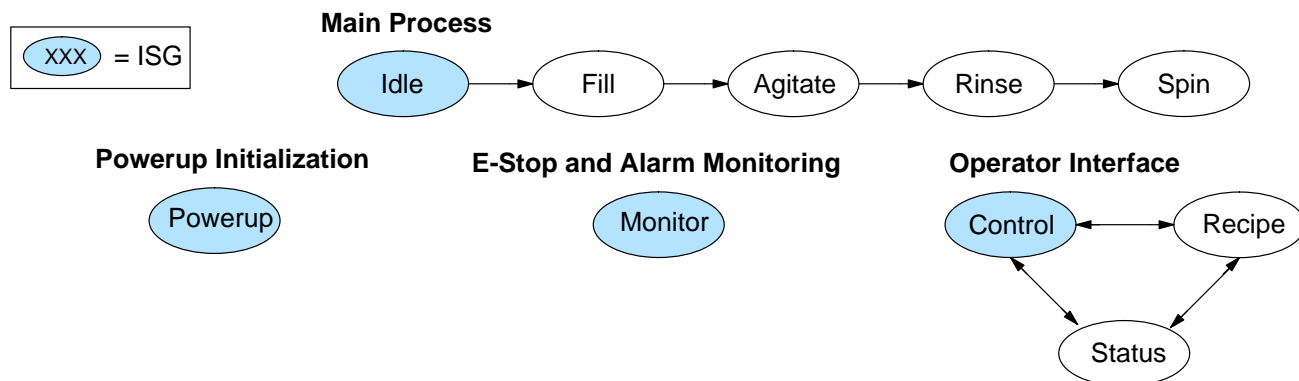 Main Process
XXX = ISG
Idle Fill Agitate Rinse Spin
Powerup Initialization E-Stop and Alarm Monitoring Operator Interface
Powerup Monitor Control Recipe
Status